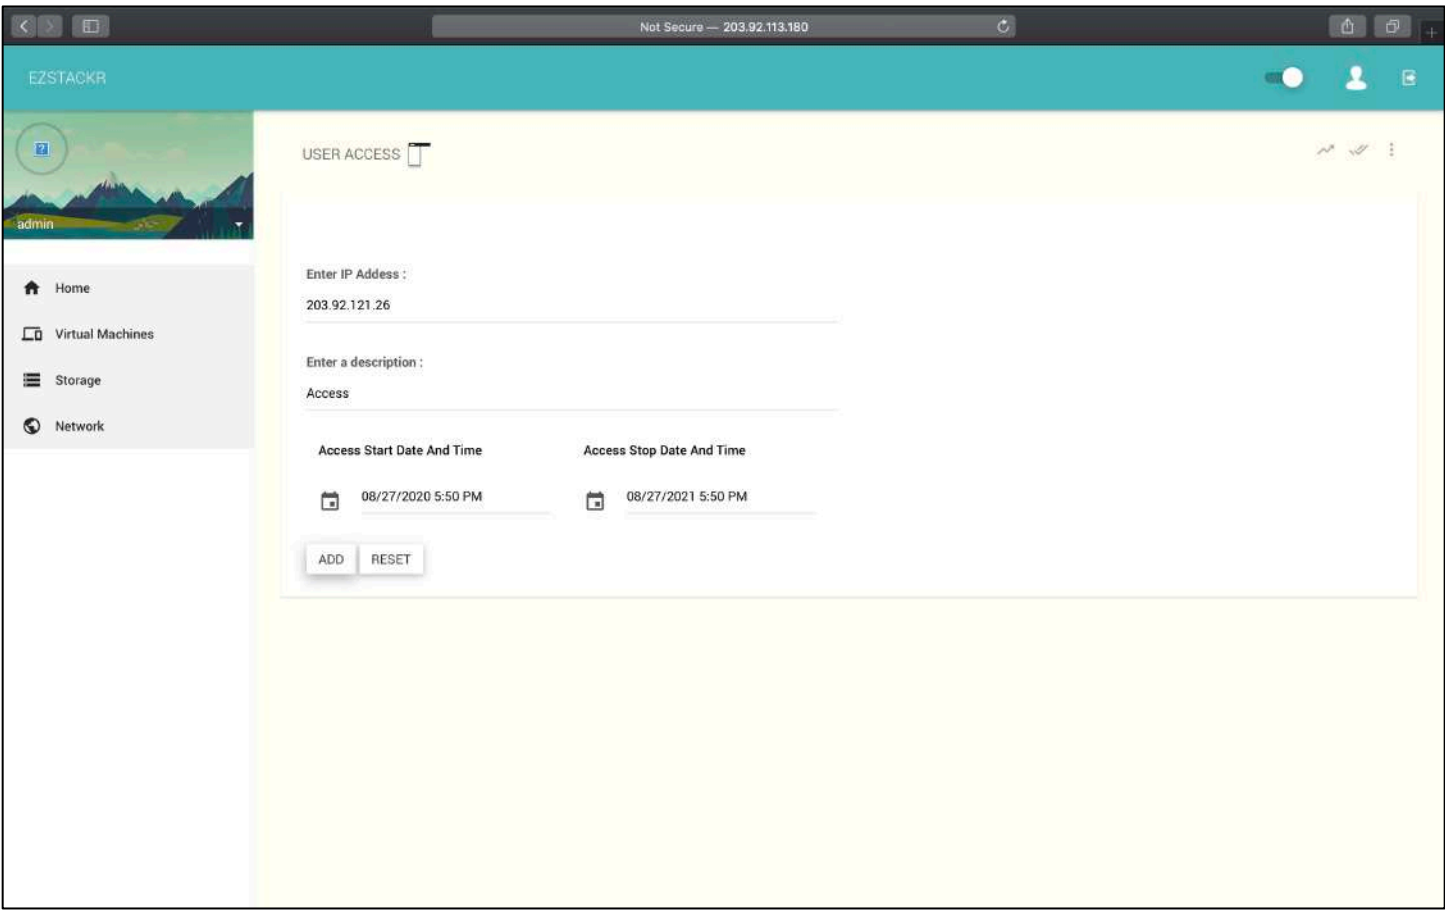 Not Secure — 203.92.113.180
EZSTACKR
admin
Home
Virtual Machines
Storage
Network
USER ACCESS
Enter IP Addess :
203.92.121.26
Enter a description :
Access
Access Start Date And Time
Access Stop Date And Time
08/27/2020 5:50 PM
08/27/2021 5:50 PM
ADD
RESET